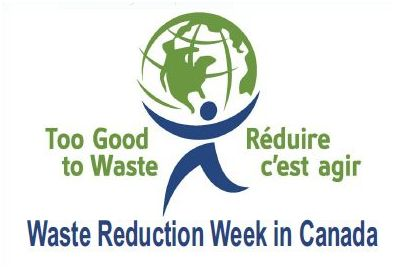 Too Good
to Waste
Réduire
c'est agir
Waste Reduction Week in Canada